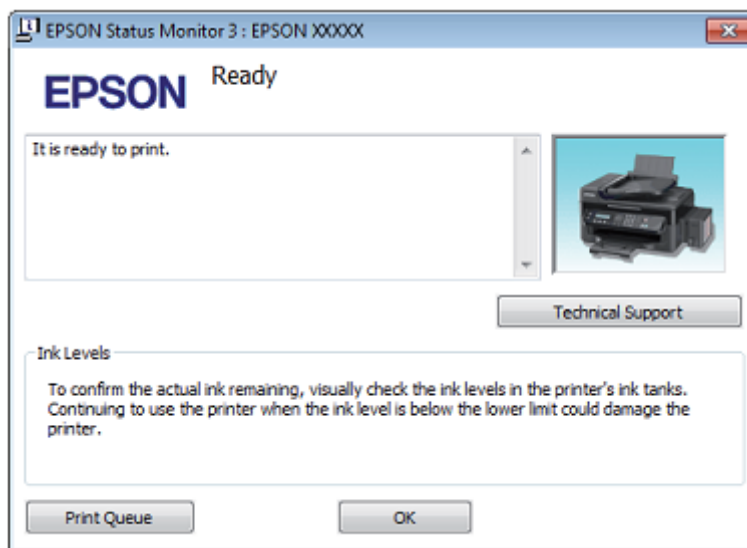 EPSON Status Monitor 3 : EPSON XXXXX
EPSON
Ready
It is ready to print.
Technical Support
Ink Levels
To confirm the actual ink remaining, visually check the ink levels in the printer's ink tanks.
Continuing to use the printer when the ink level is below the lower limit could damage the
printer.
Print Queue
OK